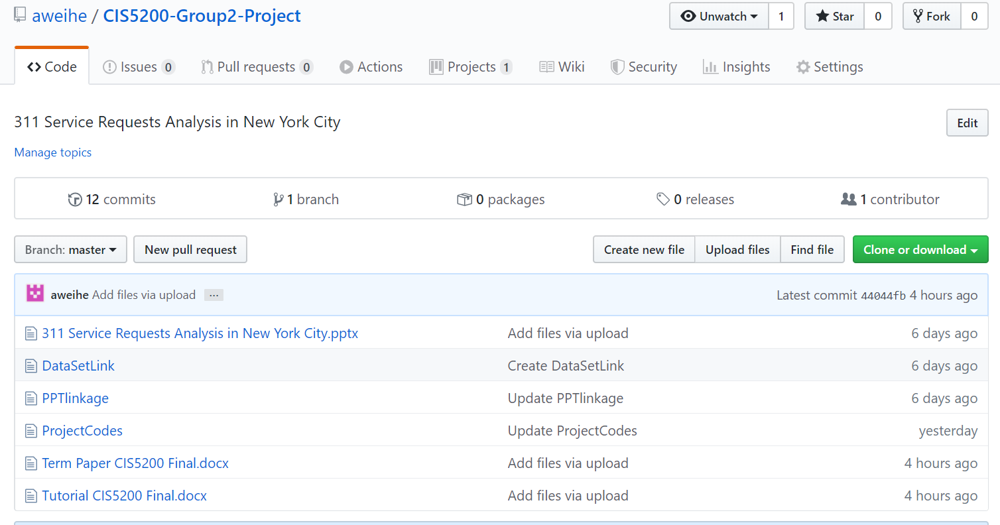 aweihe / CIS5200-Group2-Project Unwatch 1 Star 0 Fork 0
Code Issues 0 Pull requests 0 Actions Projects 1 Wiki Security Insights Settings
311 Service Requests Analysis in New York City Edit
Manage topics
12 commits 1 branch 0 packages 0 releases 1 contributor
Branch: master New pull request Create new file Upload files Find file Clone or download
aweihe Add files via upload ... Latest commit 44044fb 4 hours ago
311 Service Requests Analysis in New York City.pptx Add files via upload 6 days ago
DataSetLink Create DataSetLink 6 days ago
PPTlinkage Update PPTlinkage 6 days ago
ProjectCodes Update ProjectCodes yesterday
Term Paper CIS5200 Final.docx Add files via upload 4 hours ago
Tutorial CIS5200 Final.docx Add files via upload 4 hours ago